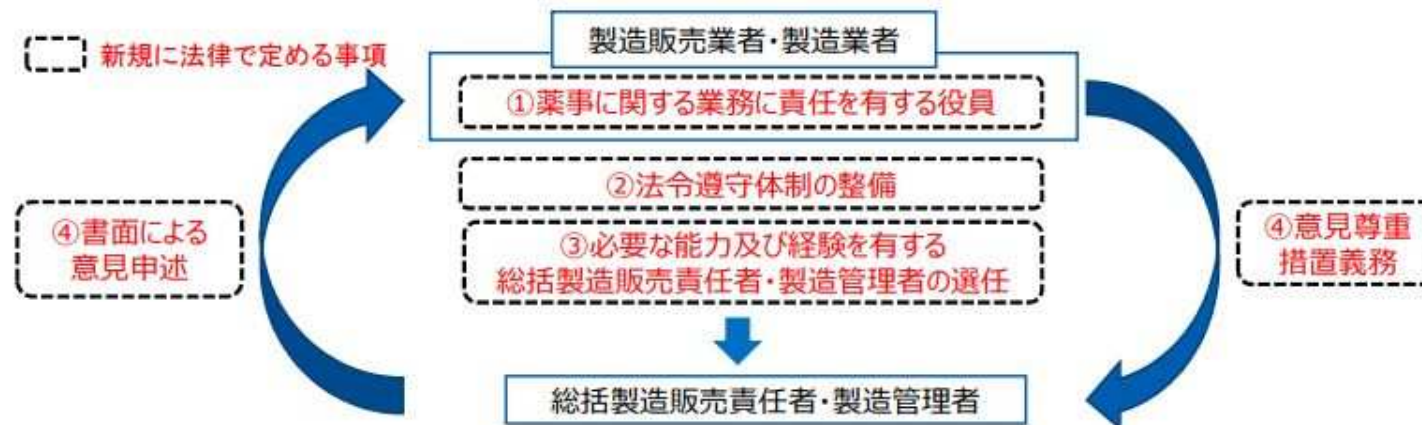 新規に法律で定める事項
製造販売業者・製造業者
①薬事に関する業務に責任を有する役員
②法令遵守体制の整備
③必要な能力及び経験を有する
総括製造販売責任者・製造管理者の選任
④書面による
意見申述
④意見尊重
措置義務
総括製造販売責任者・製造管理者